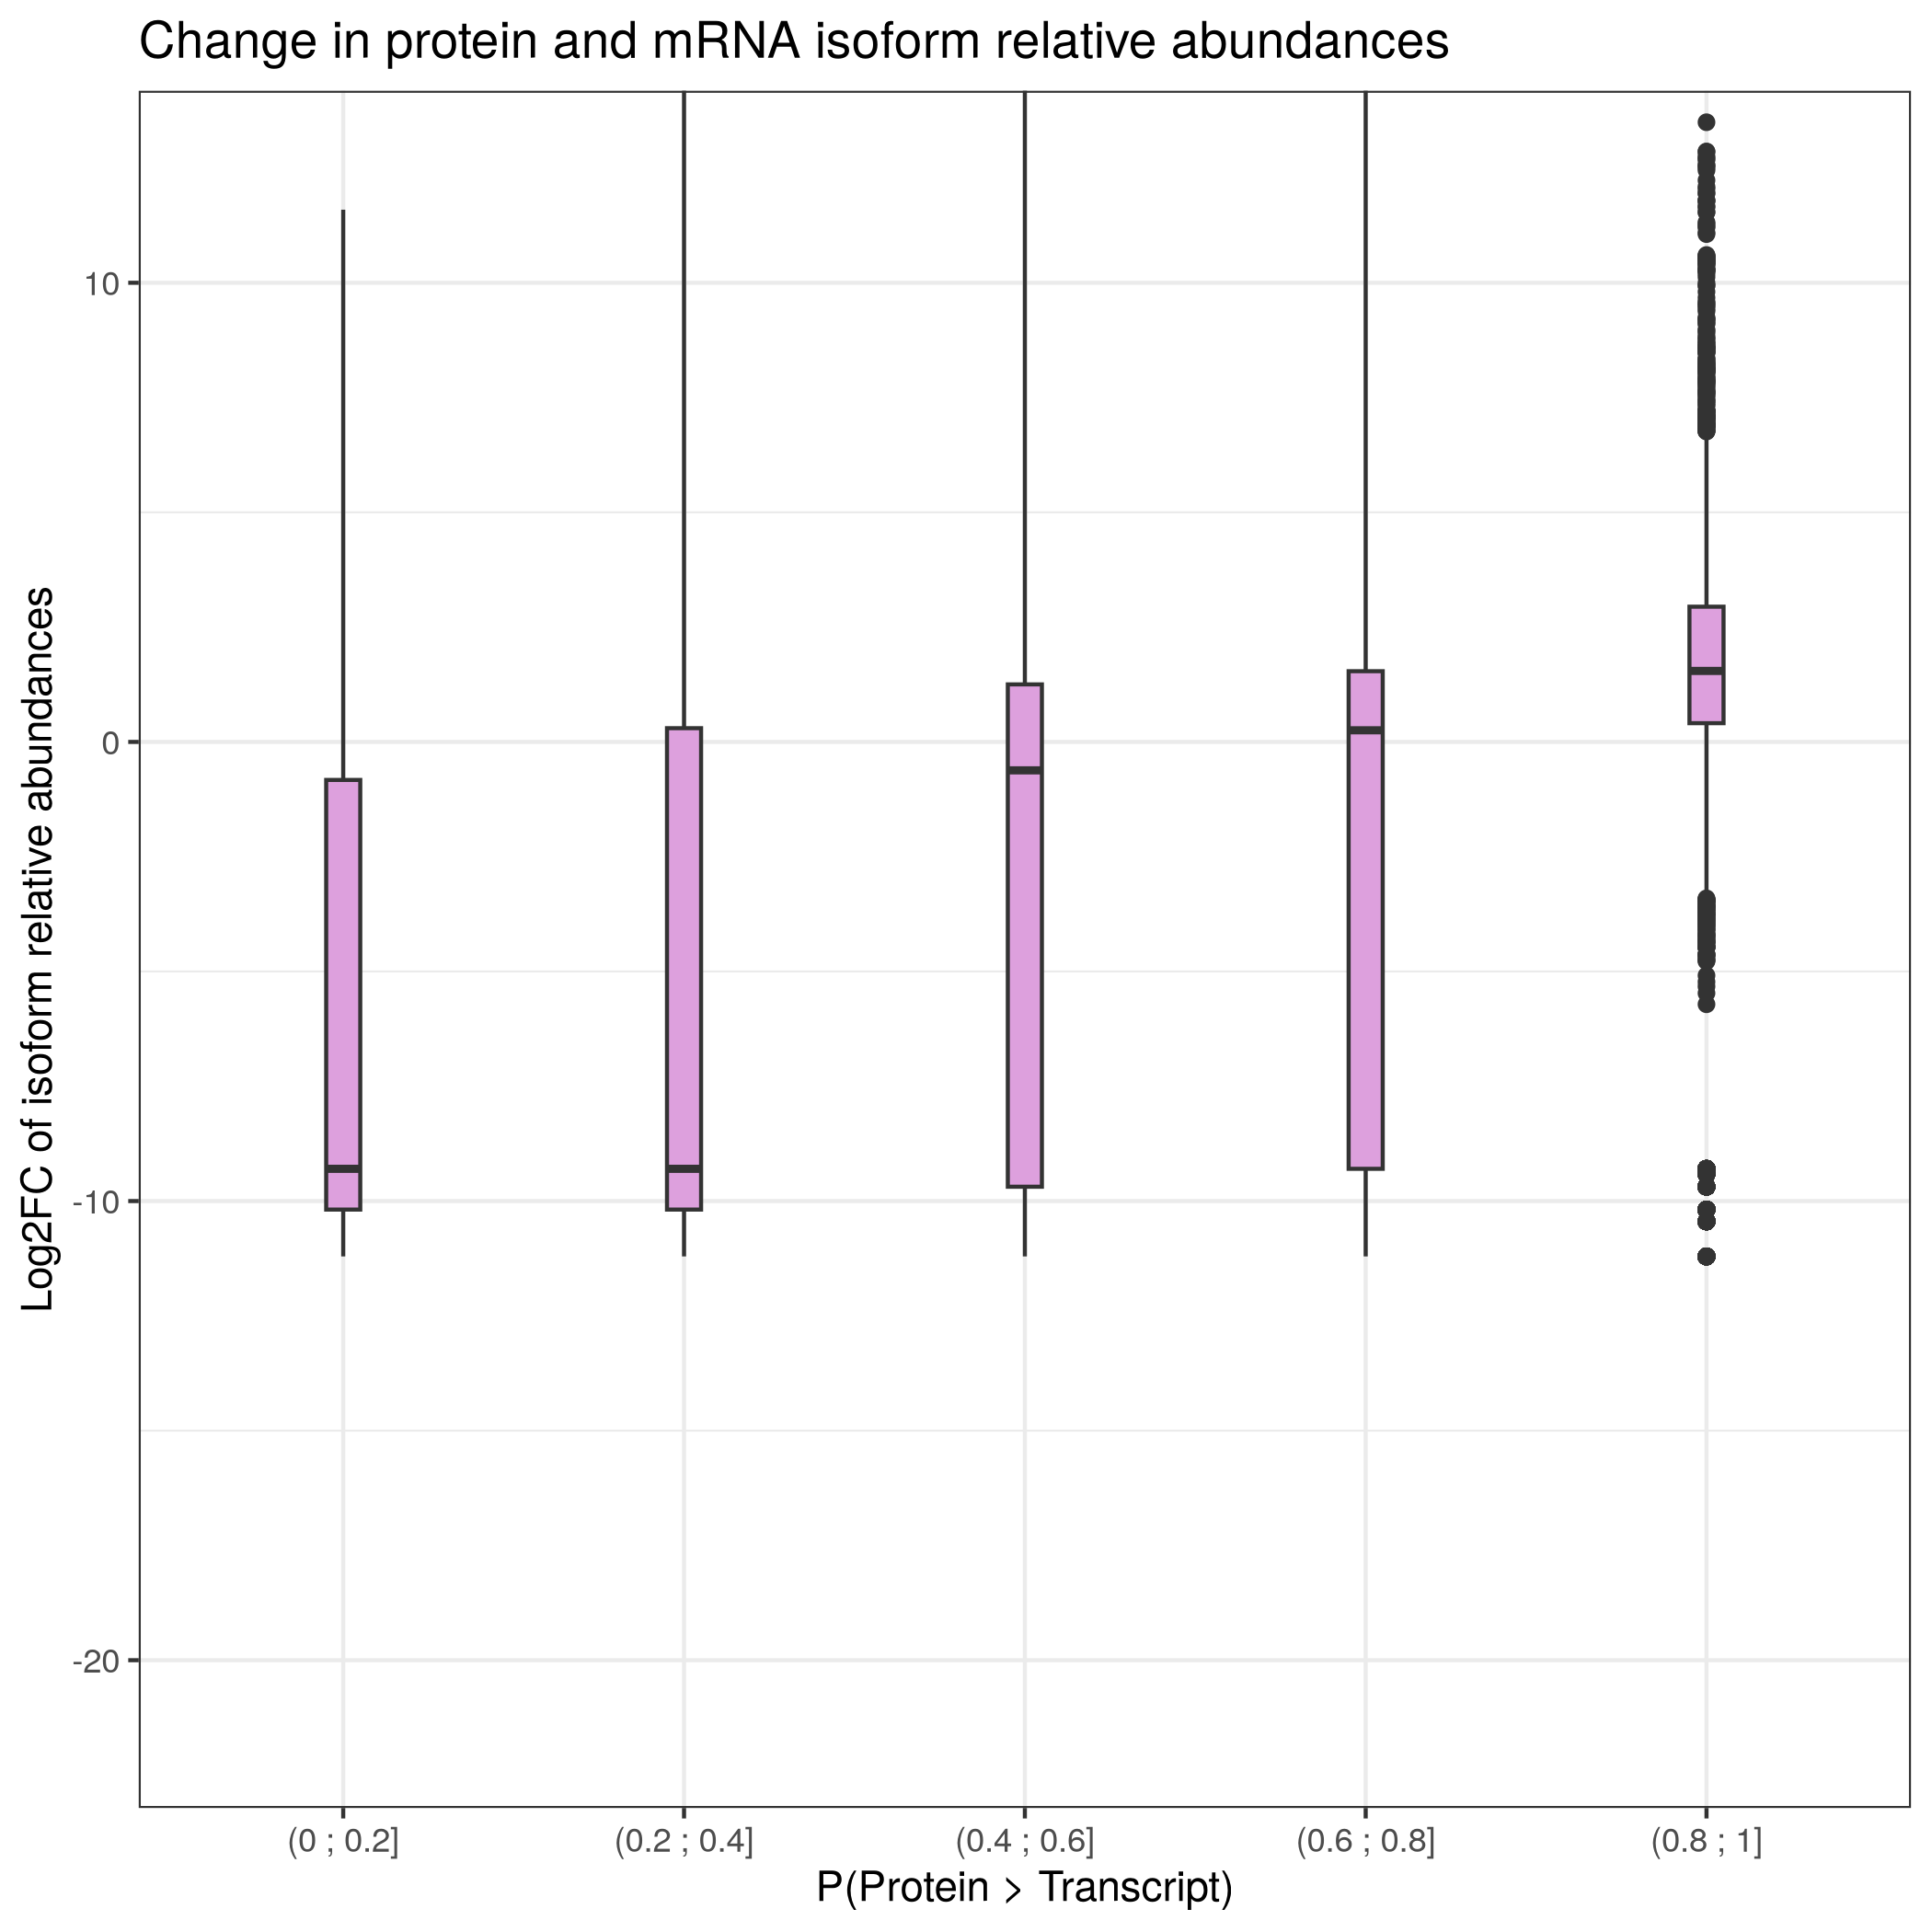 Change in protein and mRNA isoform relative abundances
Log2FC of isoform relative abundances
10
0
-10
-20
(0 ; 0.2]
(0.2 ; 0.4]
(0.4 ; 0.6]
(0.6 ; 0.8]
(0.8 ; 1]
P(Protein > Transcript)